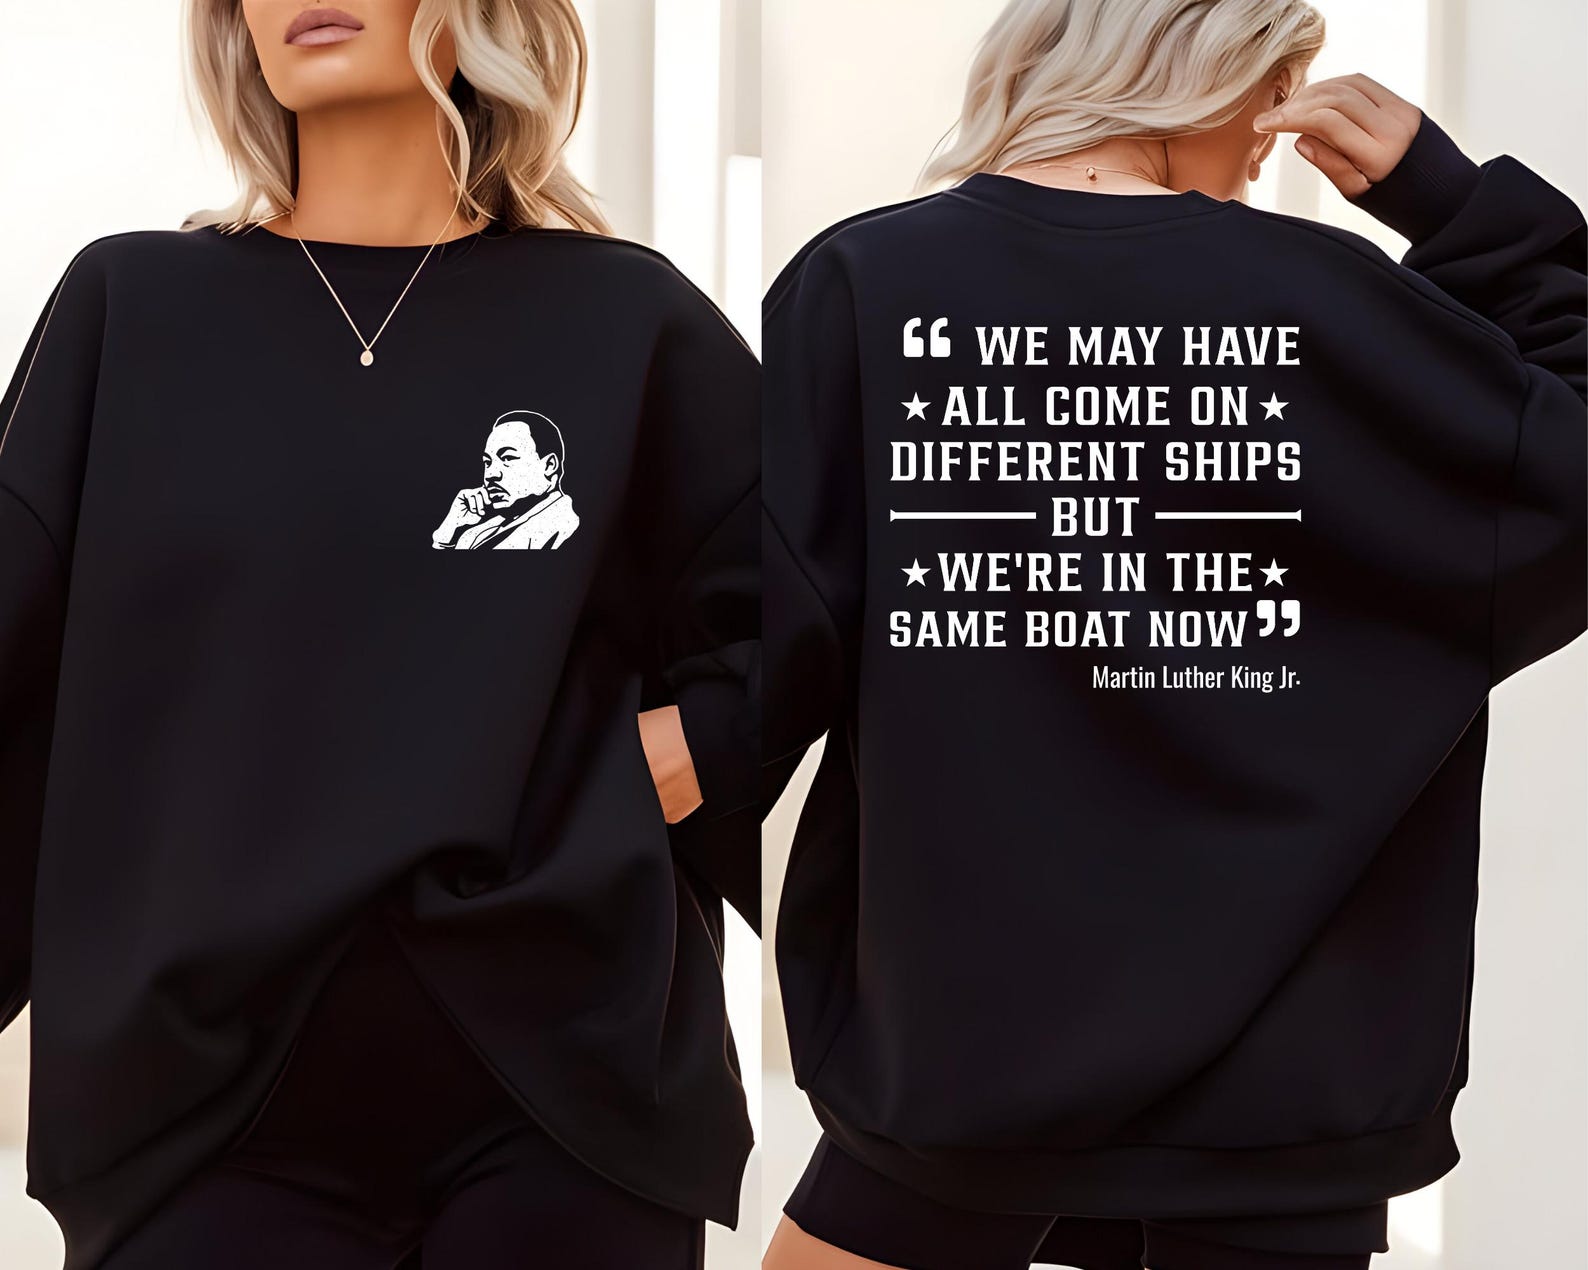 “ WE MAY HAVE
★ ALL COME ON ★
DIFFERENT SHIPS
BUT
★ WE'RE IN THE ★
SAME BOAT NOW ”
Martin Luther King Jr.